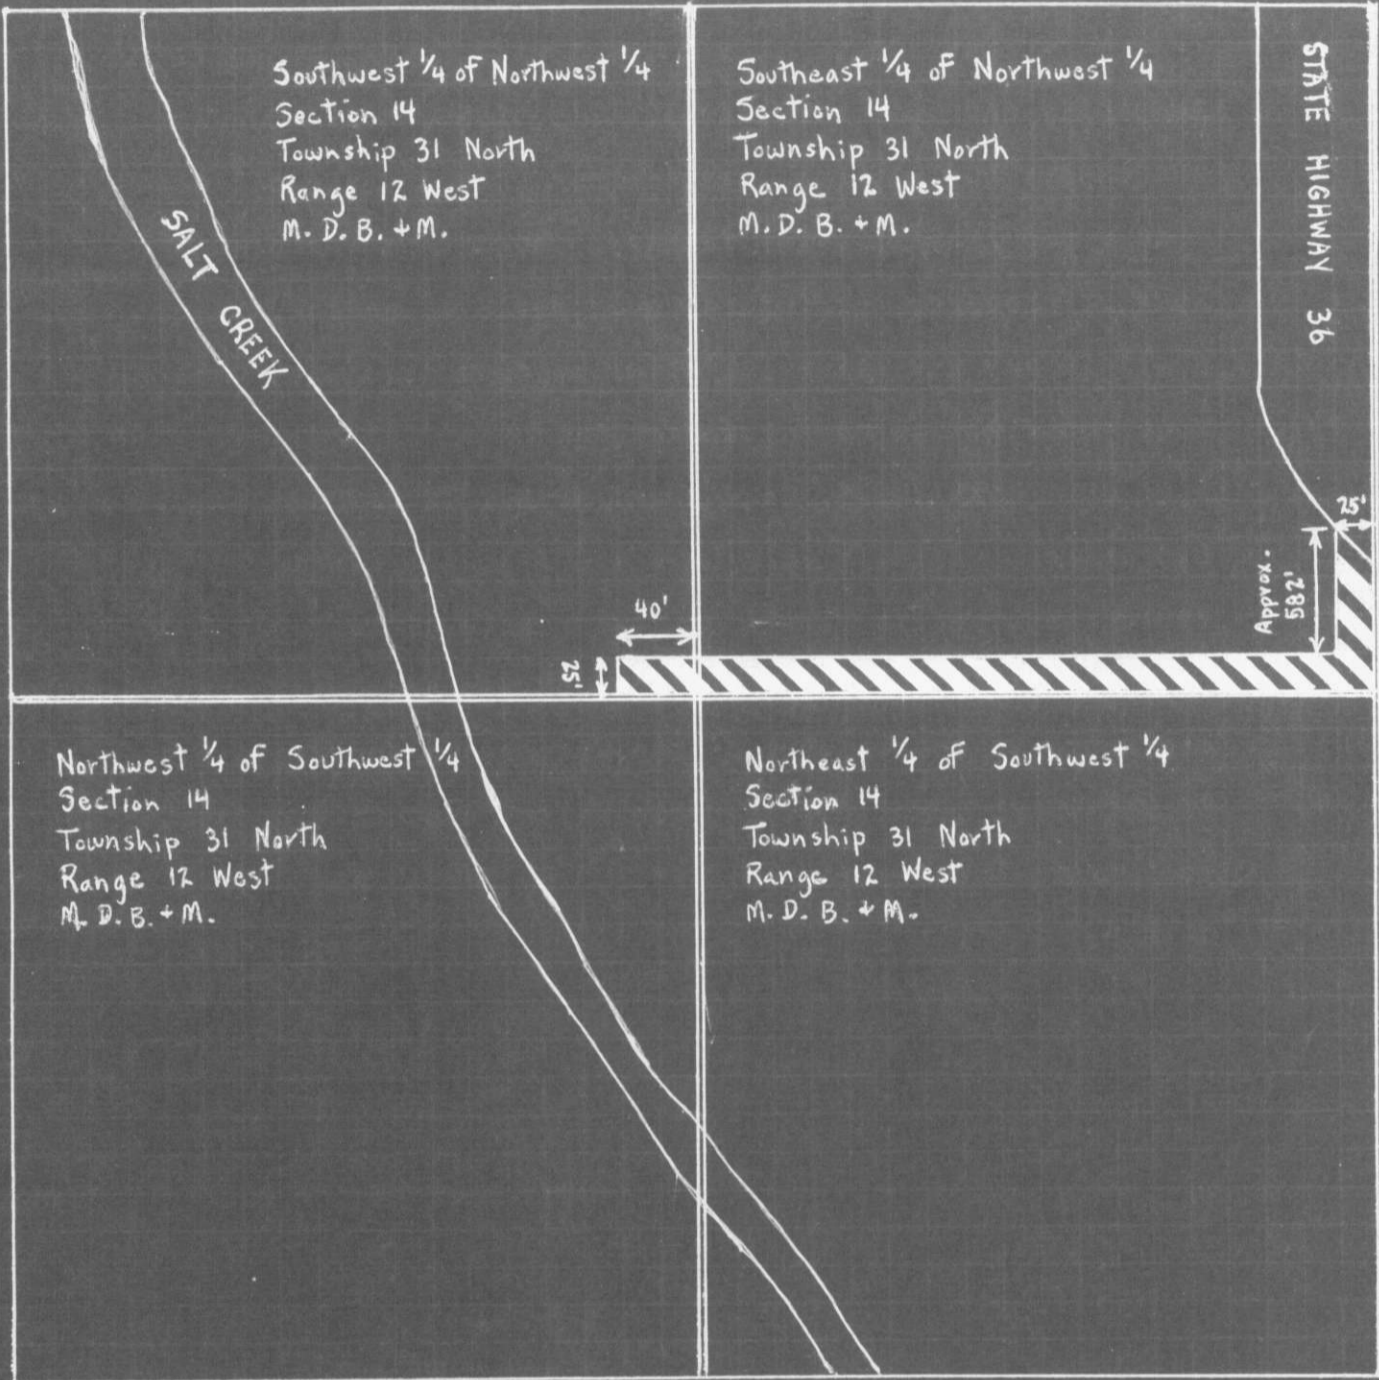 Southwest 1/4 of Northwest 1/4
Section 14
Township 31 North
Range 12 West
M. D. B. + M.
Southeast 1/4 of Northwest 1/4
Section 14
Township 31 North
Range 12 West
M. D. B. + M.
STATE HIGHWAY 36
SALT CREEK
25'
Approx.
582'
40'
25'
Northwest 1/4 of Southwest 1/4
Section 14
Township 31 North
Range 12 West
M. D. B. + M.
Northeast 1/4 of Southwest 1/4
Section 14
Township 31 North
Range 12 West
M. D. B. + M.